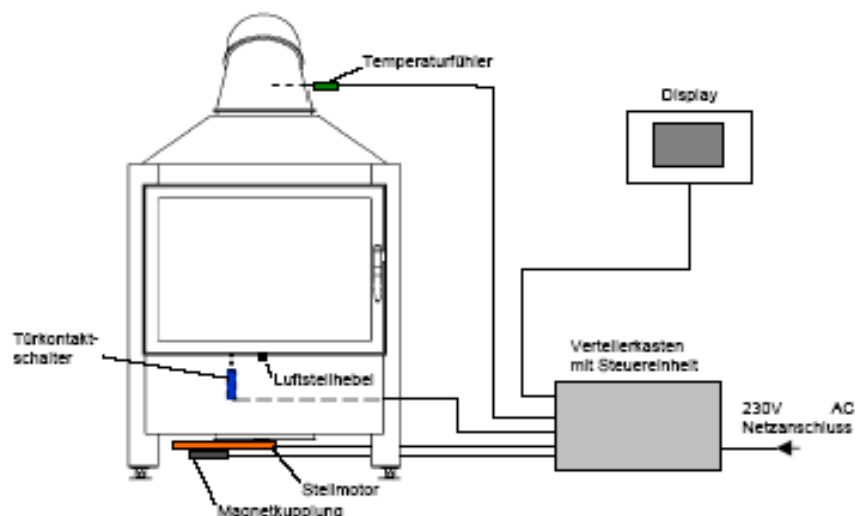 Temperaturfühler
Display
Türkontakt-
schalter
Luftstellhebel
Verteilerkasten
mit Steuereinheit
230V AC
Netzanschluss
Stellmotor
Magnetkupplung